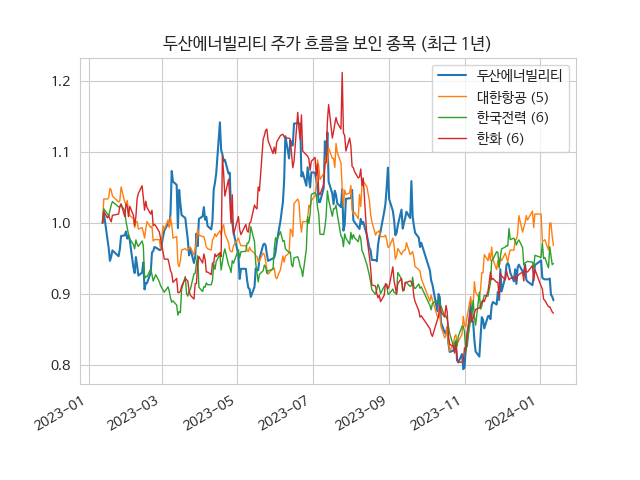 두산에너빌리티 주가 흐름을 보인 종목 (최근 1년)
두산에너빌리티
대한항공 (5)
한국전력 (6)
한화 (6)
1.2
1.1
1.0
0.9
0.8
2023-01
2023-03
2023-05
2023-07
2023-09
2023-11
2024-01